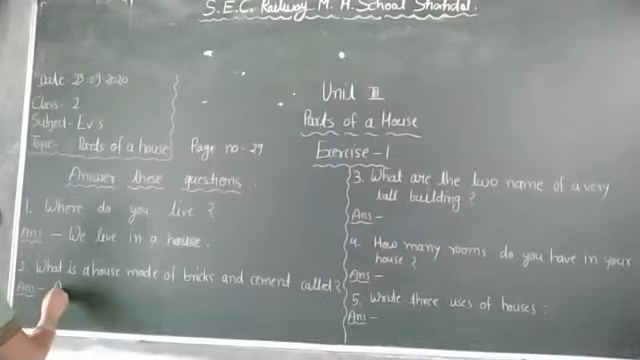 S.E.C. Railway M. H. School Shahdol.
Date 23.09.2020
Class- 2
Subject- Evs
Topic- Parts of a house
Page no- 29
Unit III
Parts of a House
Exercise-1
Answer these questions.
1. Where do you live ?
Ans - We live in a house.
2. What is a house made of bricks and cement called?
Ans -
3. What are the two name of a very
tall building ?
Ans -
4. How many rooms do you have in your
house ?
Ans -
5. Write three uses of houses :
Ans -